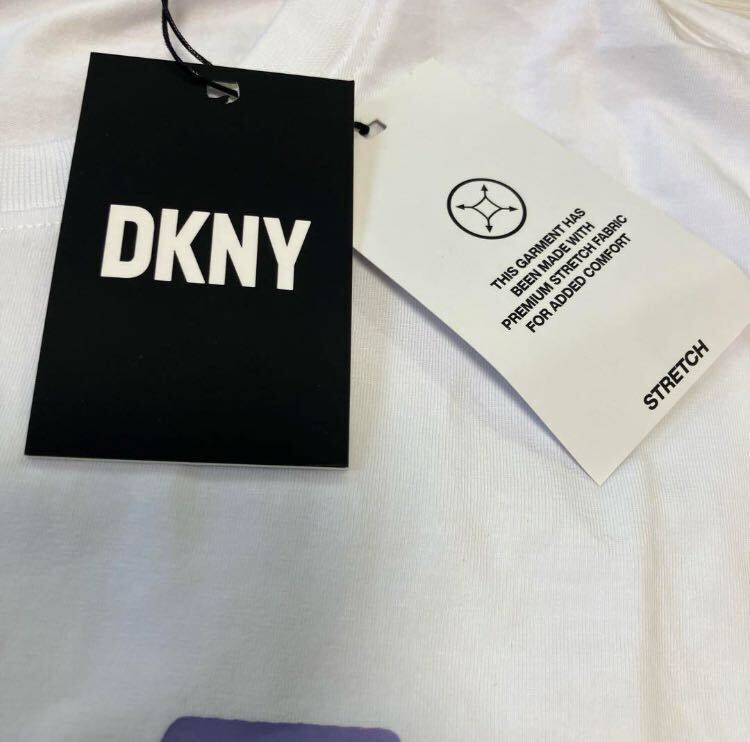 DKNY
THIS GARMENT HAS
BEEN MADE WITH
PREMIUM STRETCH FABRIC
FOR ADDED COMFORT
STRETCH